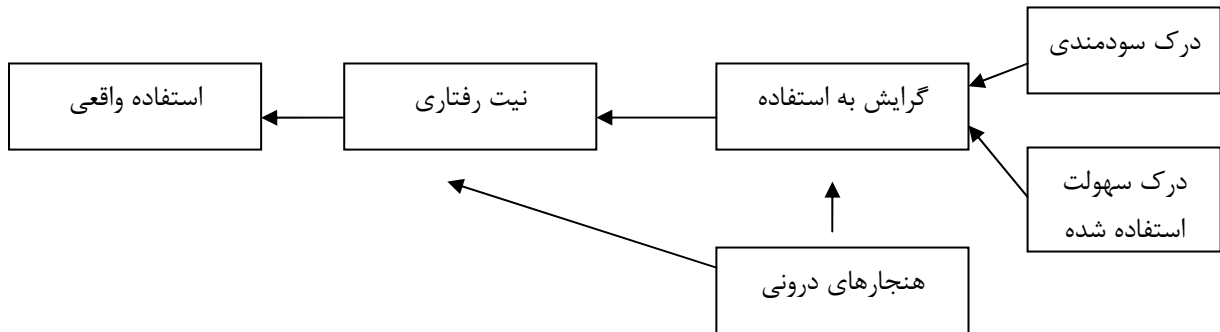 درک سودمندی
گرایش به استفاده
نیت رفتاری
استفاده واقعی
درک سهولت
استفاده شده
هنجارهای درونی